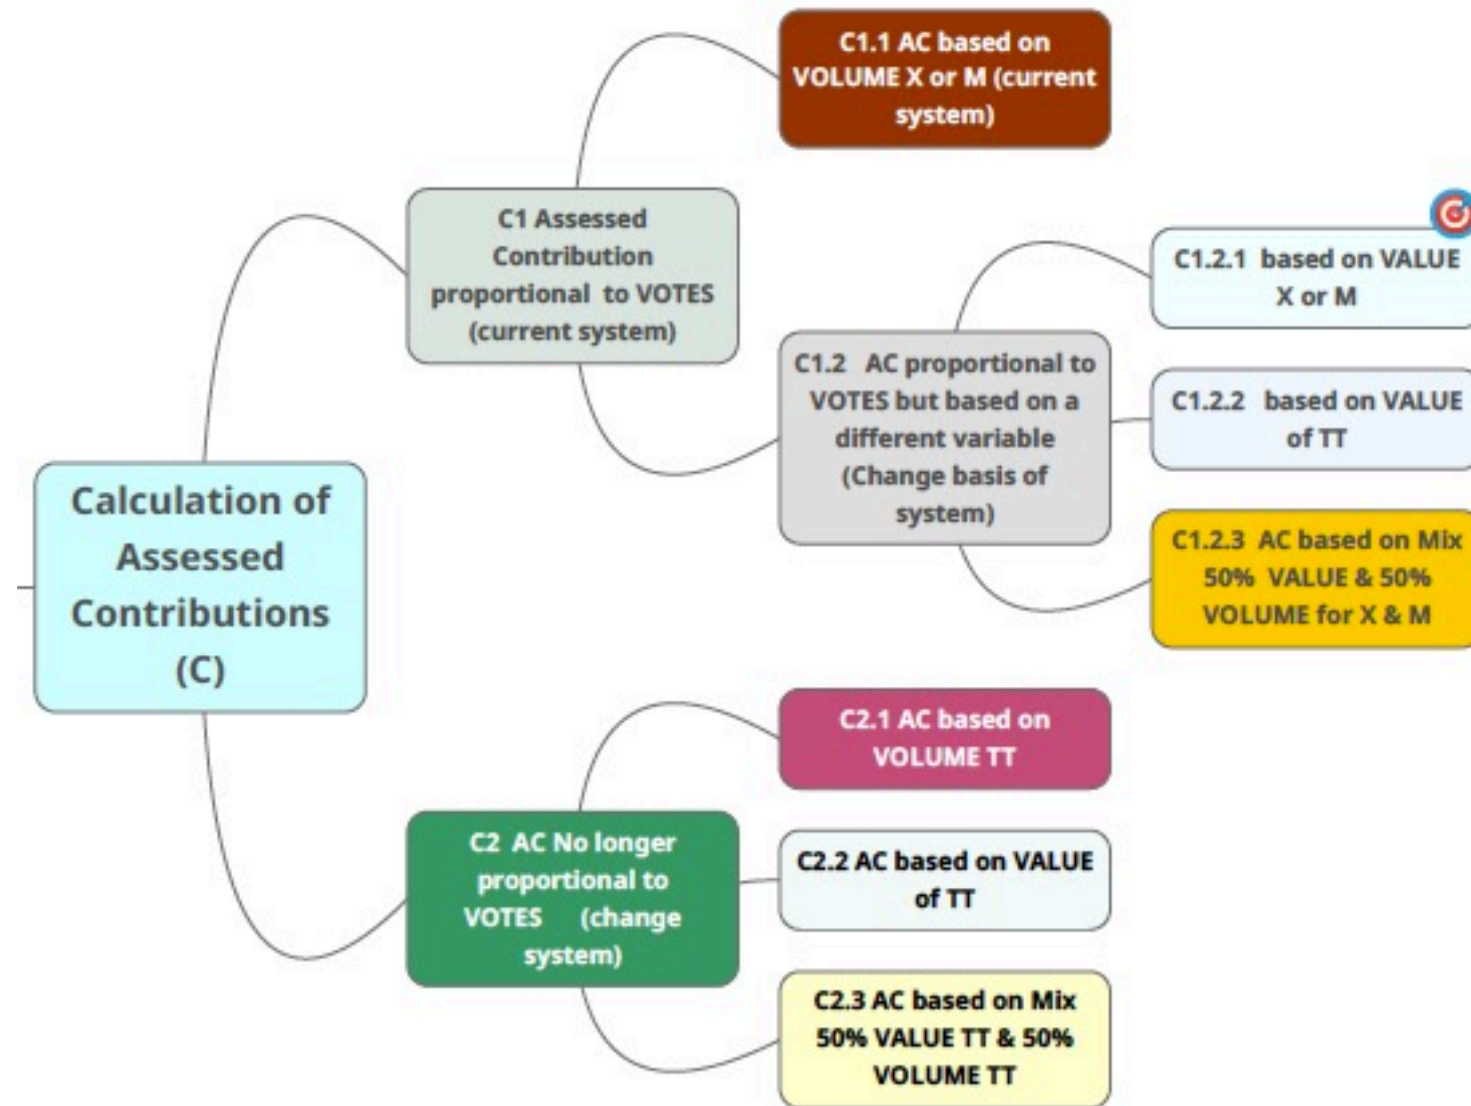 C1.1 AC based on
VOLUME X or M (current
system)
C1 Assessed
Contribution
proportional to VOTES
(current system)
C1.2.1 based on VALUE
X or M
C1.2 AC proportional to
VOTES but based on a
different variable
(Change basis of
system)
C1.2.2 based on VALUE
of TT
C1.2.3 AC based on Mix
50% VALUE & 50%
VOLUME for X & M
Calculation of
Assessed
Contributions
(C)
C2.1 AC based on
VOLUME TT
C2 AC No longer
proportional to
VOTES (change
system)
C2.2 AC based on VALUE
of TT
C2.3 AC based on Mix
50% VALUE TT & 50%
VOLUME TT